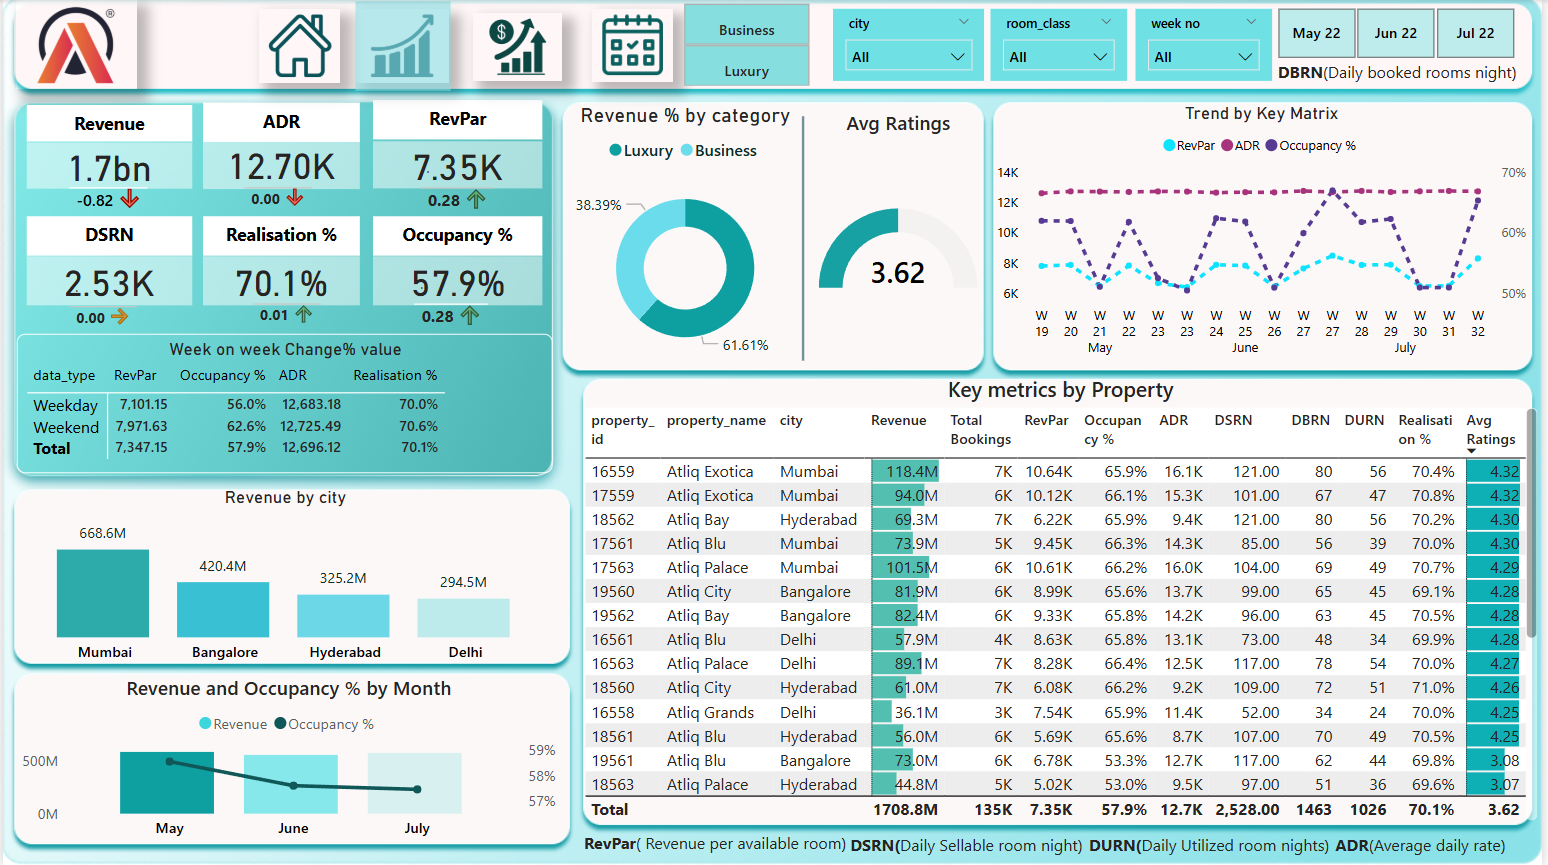 ®
$
Business
Luxury
city
All
room_class
All
week no
All
May 22
Jun 22
Jul 22
DBRN(Daily booked rooms night)
Revenue
1.7bn
-0.82
ADR
12.70K
0.00
RevPar
7.35K
0.28
DSRN
2.53K
0.00
Realisation %
70.1%
0.01
Occupancy %
57.9%
0.28
Week on week Change% value
data_type RevPar Occupancy % ADR Realisation %
Weekday 7,101.15 56.0% 12,683.18 70.0%
Weekend 7,971.63 62.6% 12,725.49 70.6%
Total 7,347.15 57.9% 12,696.12 70.1%
Revenue % by category
Luxury Business
38.39%
61.61%
Avg Ratings
3.62
Trend by Key Matrix
RevPar ADR Occupancy %
14K
12K
10K
8K
6K
70%
60%
50%
W W W W W W W W W W W W W W W W
19 20 21 22 23 23 24 25 26 27 27 28 29 30 31 32
May June July
Revenue by city
668.6M
420.4M
325.2M
294.5M
Mumbai Bangalore Hyderabad Delhi
Revenue and Occupancy % by Month
Revenue Occupancy %
500M
0M
59%
58%
57%
May June July
Key metrics by Property
property_ property_name city Revenue Total RevPar Occupan ADR DSRN DBRN DURN Realisati Avg
id Bookings cy % on % Ratings
16559 Atliq Exotica Mumbai 118.4M 7K 10.64K 65.9% 16.1K 121.00 80 56 70.4% 4.32
17559 Atliq Exotica Mumbai 94.0M 6K 10.12K 66.1% 15.3K 101.00 67 47 70.8% 4.32
18562 Atliq Bay Hyderabad 69.3M 7K 6.22K 65.9% 9.4K 121.00 80 56 70.2% 4.30
17561 Atliq Blu Mumbai 73.9M 5K 9.45K 66.3% 14.3K 85.00 56 39 70.0% 4.30
17563 Atliq Palace Mumbai 101.5M 6K 10.61K 66.2% 16.0K 104.00 69 49 70.7% 4.29
19560 Atliq City Bangalore 81.9M 6K 8.99K 65.6% 13.7K 99.00 65 45 69.1% 4.28
19562 Atliq Bay Bangalore 82.4M 6K 9.33K 65.8% 14.2K 96.00 63 45 70.5% 4.28
16561 Atliq Blu Delhi 57.9M 4K 8.63K 65.8% 13.1K 73.00 48 34 69.9% 4.28
16563 Atliq Palace Delhi 89.1M 7K 8.28K 66.4% 12.5K 117.00 78 54 70.0% 4.27
18560 Atliq City Hyderabad 61.0M 7K 6.08K 66.2% 9.2K 109.00 72 51 71.0% 4.26
16558 Atliq Grands Delhi 36.1M 3K 7.54K 65.9% 11.4K 52.00 34 24 70.0% 4.25
18561 Atliq Blu Hyderabad 56.0M 6K 5.69K 65.6% 8.7K 107.00 70 49 70.5% 4.25
19561 Atliq Blu Bangalore 73.0M 6K 6.78K 53.3% 12.7K 117.00 62 44 69.8% 3.08
18563 Atliq Palace Hyderabad 44.8M 5K 5.02K 53.0% 9.5K 97.00 51 36 69.6% 3.07
Total 1708.8M 135K 7.35K 57.9% 12.7K 2,528.00 1463 1026 70.1% 3.62
RevPar( Revenue per available room) DSRN(Daily Sellable room night) DURN(Daily Utilized room nights) ADR(Average daily rate)